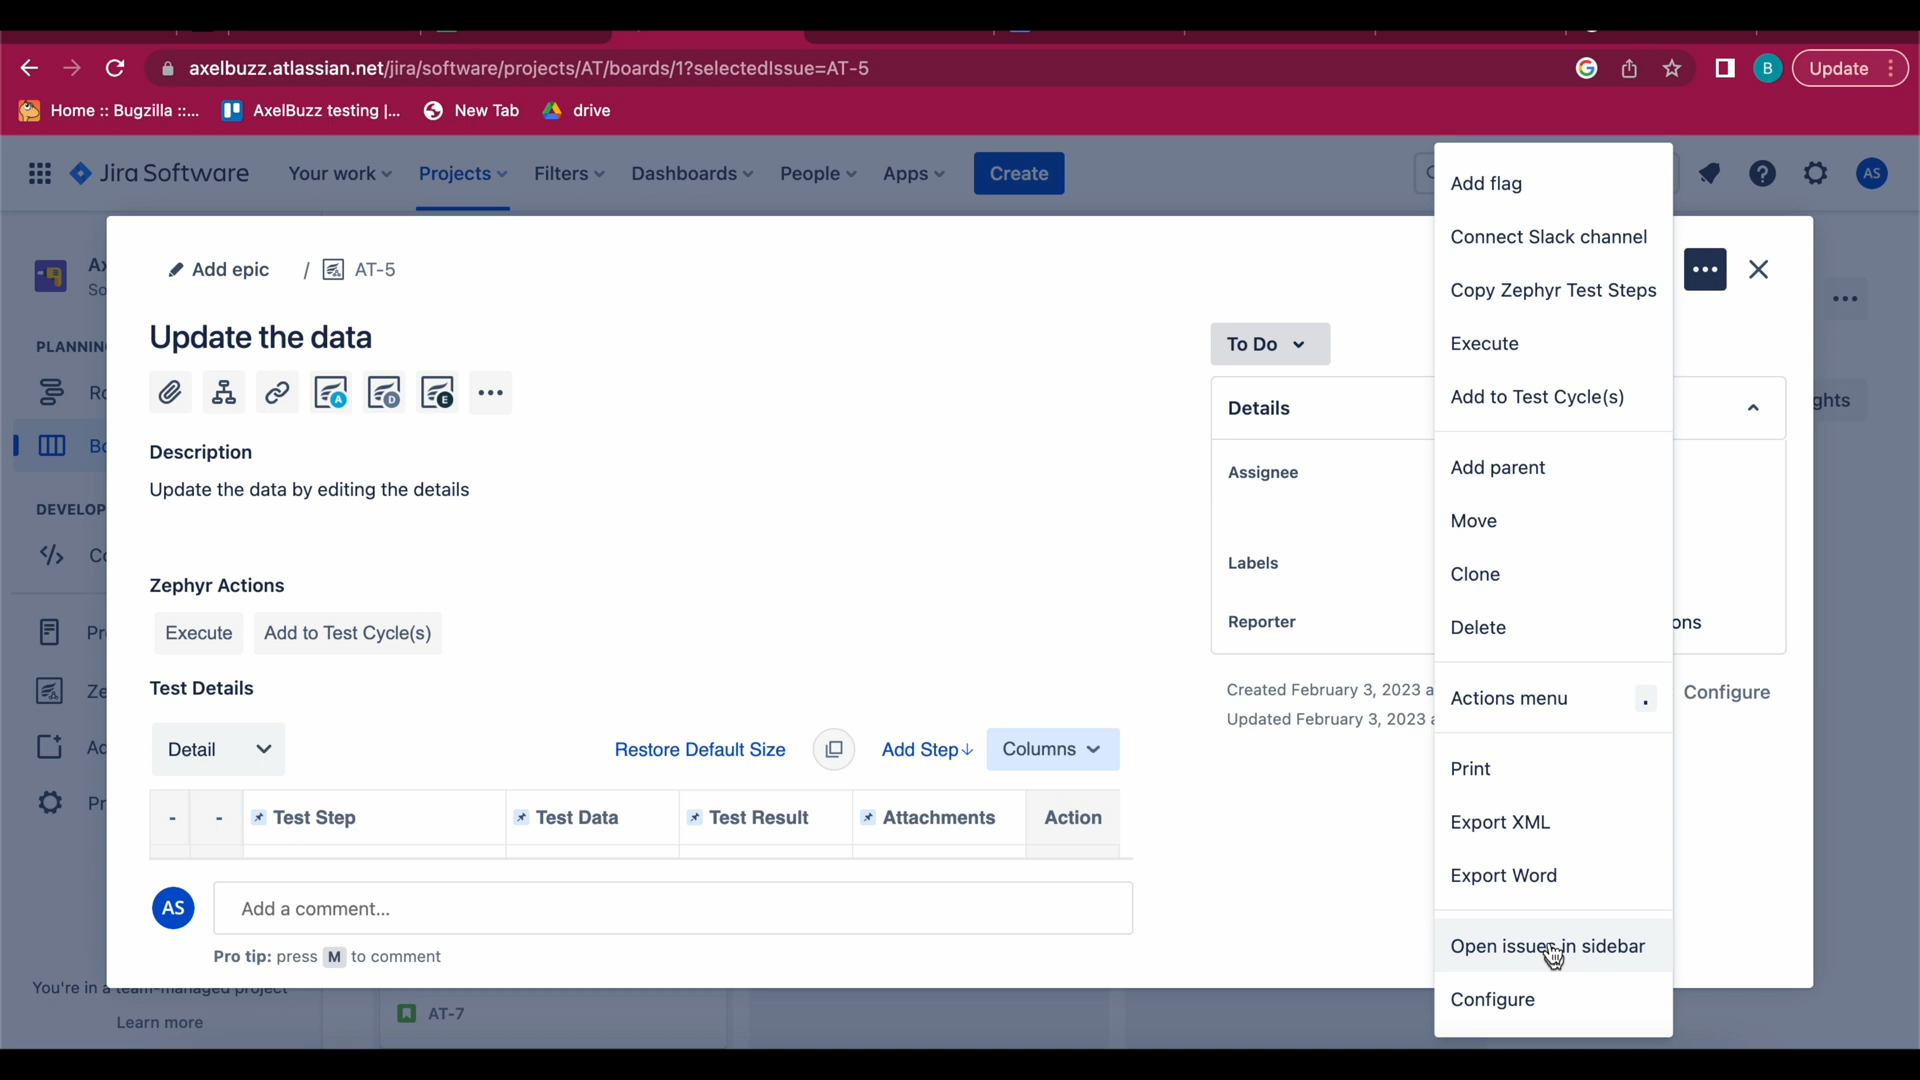 axelbuzz.atlassian.net/jira/software/projects/AT/boards/1?selectedIssue=AT-5
B
Update
Home :: Bugzilla ::...
AxelBuzz testing |...
New Tab
drive
Jira Software
Your work
Projects
Filters
Dashboards
People
Apps
Create
AS
Add epic / AT-5
Update the data
A
D
E
Description
Update the data by editing the details
Zephyr Actions
Execute
Add to Test Cycle(s)
Test Details
Detail
Restore Default Size
Add Step↓
Columns
- - Test Step Test Data Test Result Attachments Action
AS
Add a comment...
Pro tip: press M to comment
To Do
Details
Assignee
Labels
Reporter
Created February 3, 2023 a
Updated February 3, 2023
Configure
Add flag
Connect Slack channel
Copy Zephyr Test Steps
Execute
Add to Test Cycle(s)
Add parent
Move
Clone
Delete
Actions menu .
Print
Export XML
Export Word
Open issues in sidebar
Configure
PLANNIN
DEVELOP
You're in a team-managed project
Learn more
AT-7